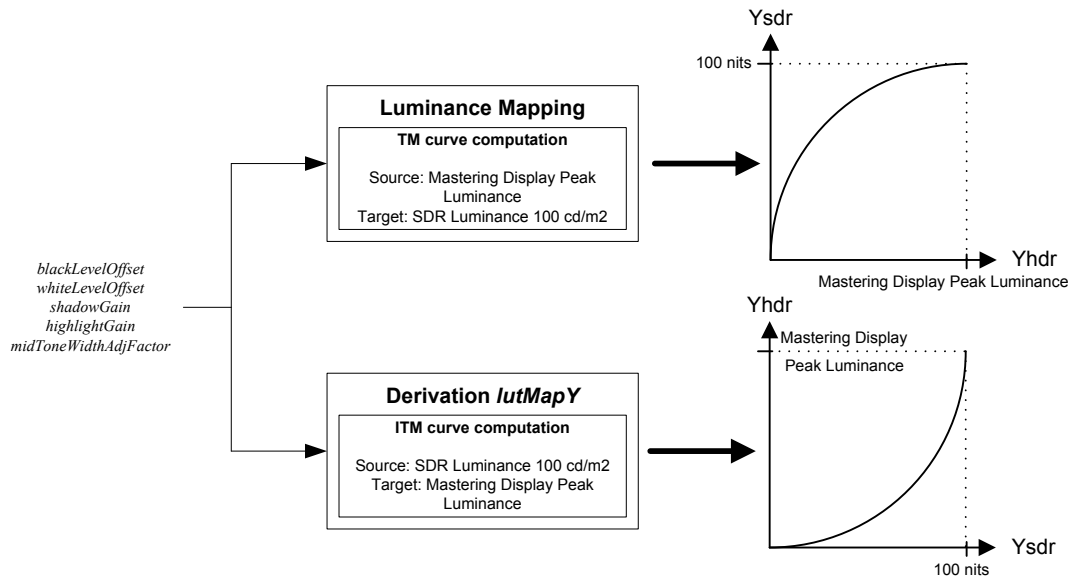 blackLevelOffset
whiteLevelOffset
shadowGain
highlightGain
midToneWidthAdjFactor
Luminance Mapping
TM curve computation
Source: Mastering Display Peak
Luminance
Target: SDR Luminance 100 cd/m2
Ysdr
100 nits
Yhdr
Mastering Display Peak Luminance
Derivation lutMapY
ITM curve computation
Source: SDR Luminance 100 cd/m2
Target: Mastering Display Peak
Luminance
Yhdr
Mastering Display
Peak Luminance
Ysdr
100 nits